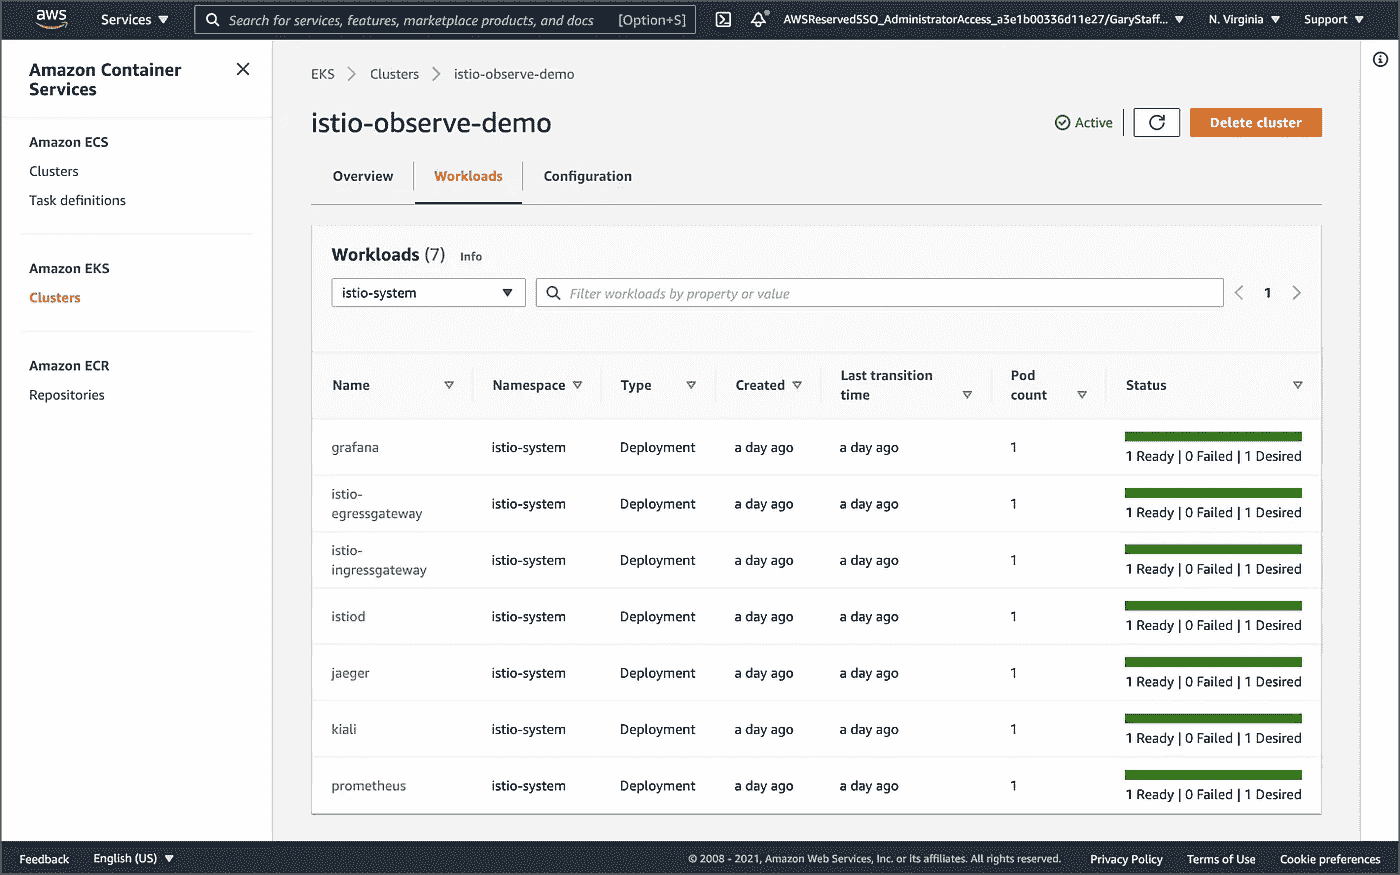 aws Services Search for services, features, marketplace products, and docs [Option+S] AWSReservedSSO_AdministratorAccess_a3e1b00336d11e27/GaryStaff... N. Virginia Support
Amazon Container
Services
Amazon ECS
Clusters
Task definitions
Amazon EKS
Clusters
Amazon ECR
Repositories
EKS Clusters istio-observe-demo
istio-observe-demo Active Delete cluster
Overview Workloads Configuration
Workloads (7) Info
istio-system Filter workloads by property or value 1
Name Namespace Type Created Last transition time Pod count Status
grafana istio-system Deployment a day ago a day ago 1 1 Ready | 0 Failed | 1 Desired
istio-
egressgateway istio-system Deployment a day ago a day ago 1 1 Ready | 0 Failed | 1 Desired
istio-
ingressgateway istio-system Deployment a day ago a day ago 1 1 Ready | 0 Failed | 1 Desired
istiod istio-system Deployment a day ago a day ago 1 1 Ready | 0 Failed | 1 Desired
jaeger istio-system Deployment a day ago a day ago 1 1 Ready | 0 Failed | 1 Desired
kiali istio-system Deployment a day ago a day ago 1 1 Ready | 0 Failed | 1 Desired
prometheus istio-system Deployment a day ago a day ago 1 1 Ready | 0 Failed | 1 Desired
Feedback English (US) © 2008 - 2021, Amazon Web Services, Inc. or its affiliates. All rights reserved. Privacy Policy Terms of Use Cookie preferences